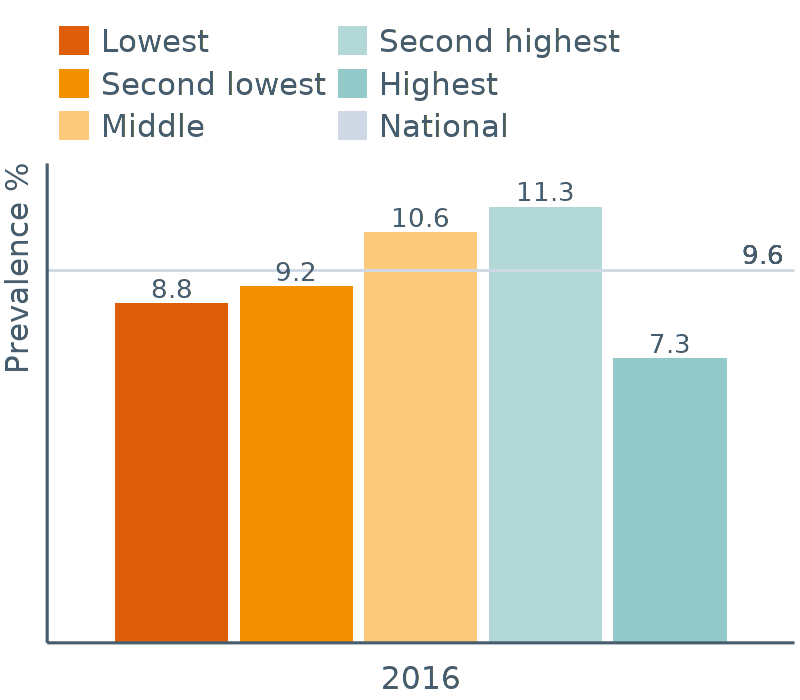 Lowest
Second lowest
Middle
Second highest
Highest
National
Prevalence %
8.8
9.2
10.6
11.3
7.3
9.6
2016